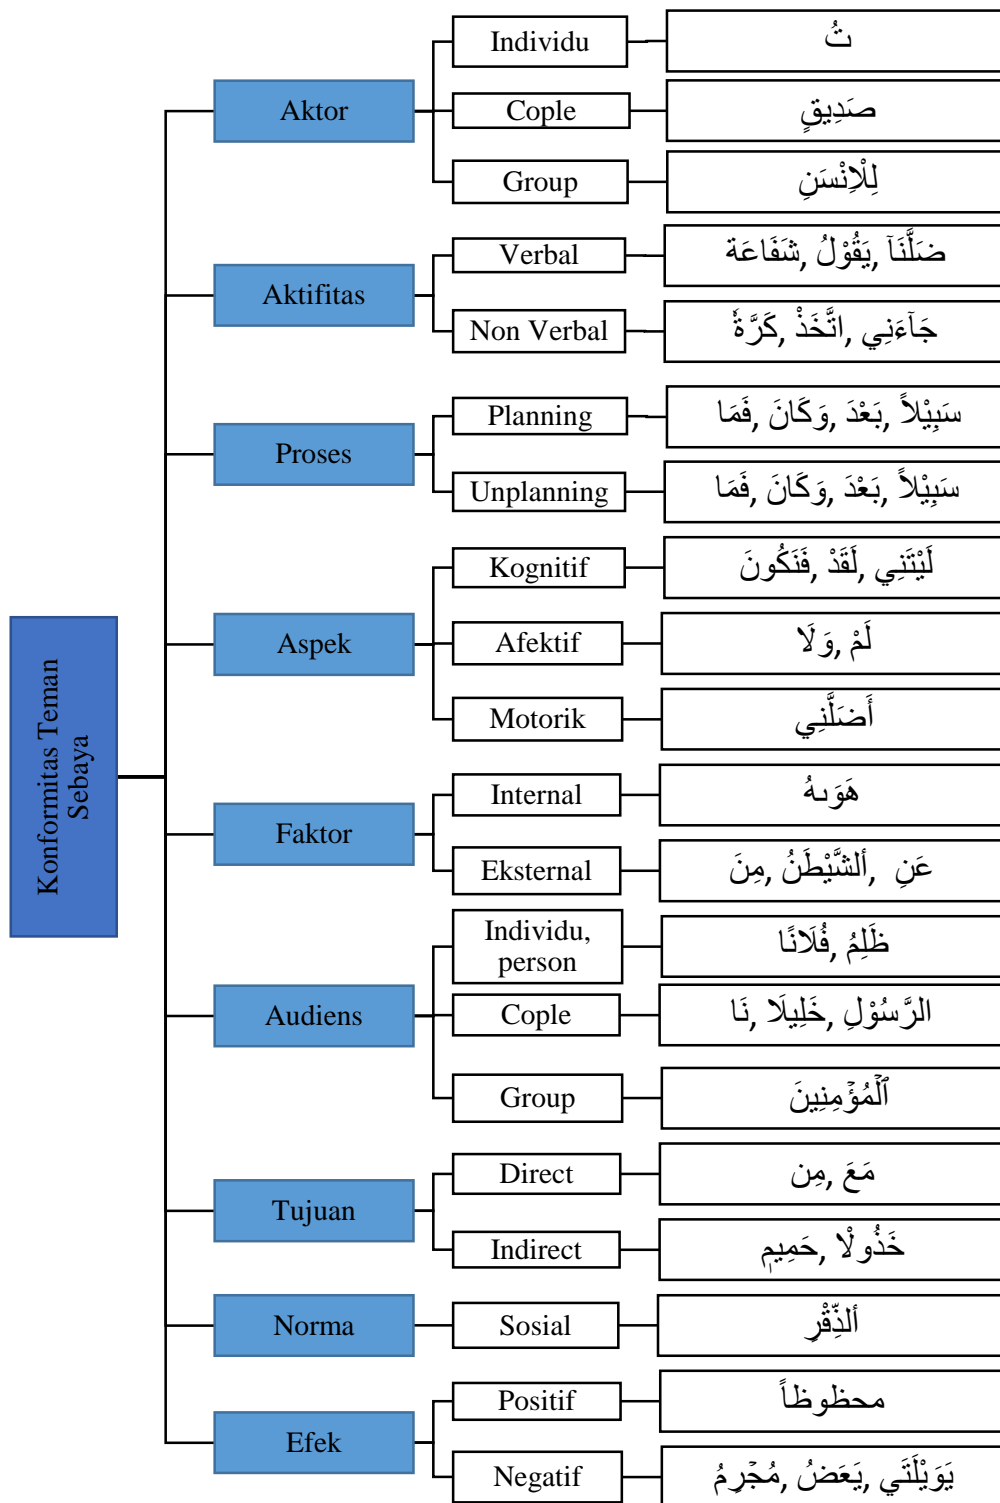 Konformitas Teman
Sebaya
Aktor
Individu
تُ
Cople
صَدِيقٍ
Group
لِلْاِنْسَنِ
Aktifitas
Verbal
ضَلَّنَآ ,يَقُوْلُ ,شَفَاعَة
Non Verbal
جَآءَنِي ,اتَّخَذْ ,كَرَّةٗ
Proses
Planning
سَبِيْلاً ,بَعْدَ ,وَكَانَ ,فَمَا
Unplanning
سَبِيْلاً ,بَعْدَ ,وَكَانَ ,فَمَا
Aspek
Kognitif
لَيْتَنِي ,لَقَدْ ,فَنَكُونَ
Afektif
لَمْ ,وَلَا
Motorik
أَضَلَّنِي
Faktor
Internal
هَوَىهُ
Eksternal
عَنِ ,ألشَّيْطَنُ ,مِنَ
Audiens
Individu,
person
ظَلِمُ ,فُلَانًا
Cople
الرَّسُوْلِ ,خَلِيلَا ,نَا
Group
ٱلْمُؤْمِنِينَ
Tujuan
Direct
مَعَ ,مِن
Indirect
خَذُولْا ,حَمِيمٖ
Norma
Sosial
ألذِّقْرِ
Efek
Positif
محظوظاً
Negatif
يَوَيْلَتَي ,يَعَضُ ,مُجْرِمُ